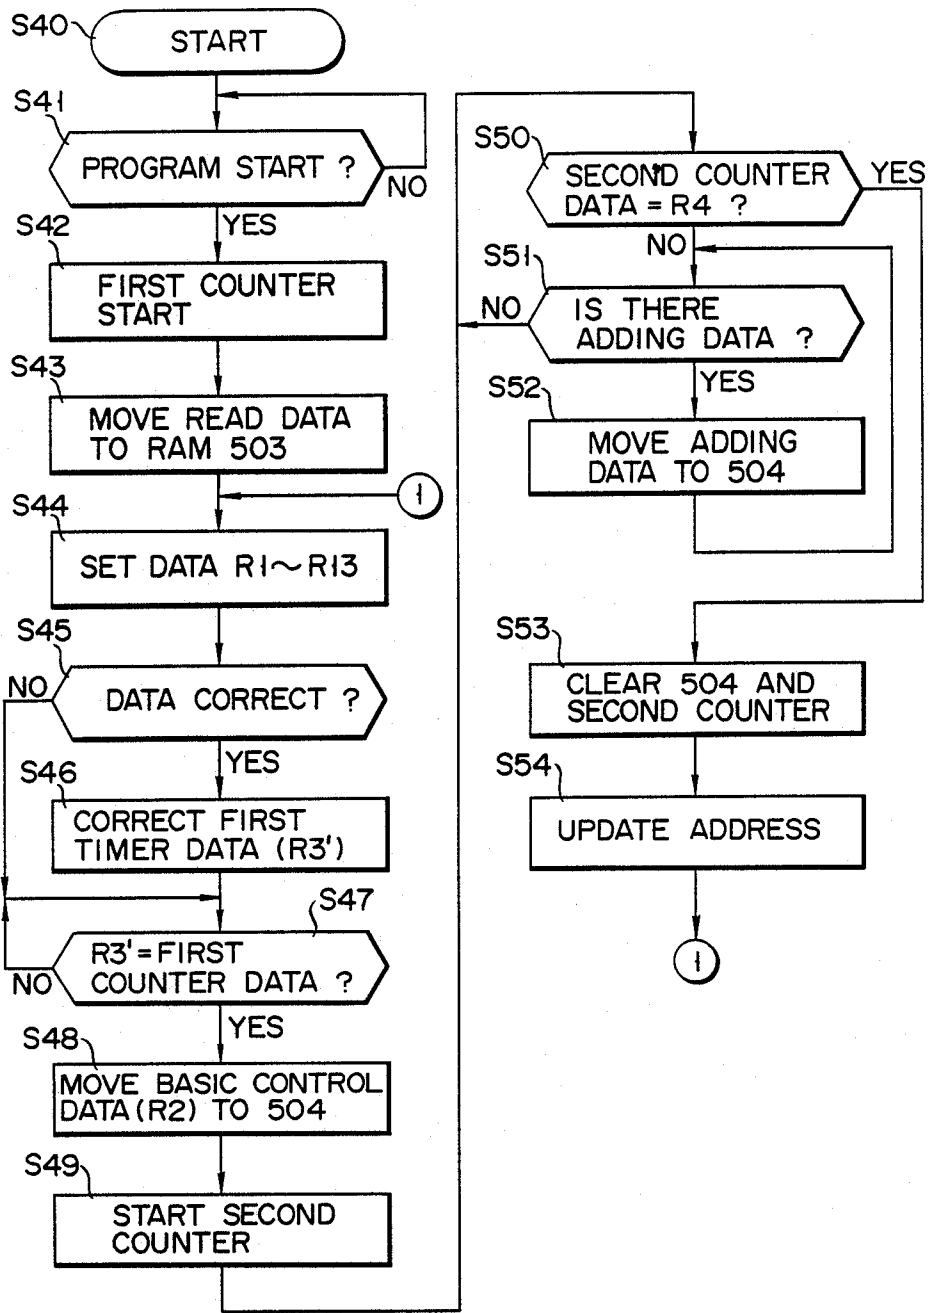 S40
START
S41
PROGRAM START ?
NO
YES
S42
FIRST COUNTER
START
S43
MOVE READ DATA
TO RAM 503
1
S44
SET DATA R1~R13
S45
NO
DATA CORRECT ?
YES
S46
CORRECT FIRST
TIMER DATA (R3')
S47
R3'=FIRST
COUNTER DATA ?
NO
YES
S48
MOVE BASIC CONTROL
DATA (R2) TO 504
S49
START SECOND
COUNTER
S50
SECOND COUNTER
DATA = R4 ?
YES
NO
S51
NO
IS THERE
ADDING DATA ?
YES
S52
MOVE ADDING
DATA TO 504
S53
CLEAR 504 AND
SECOND COUNTER
S54
UPDATE ADDRESS
1